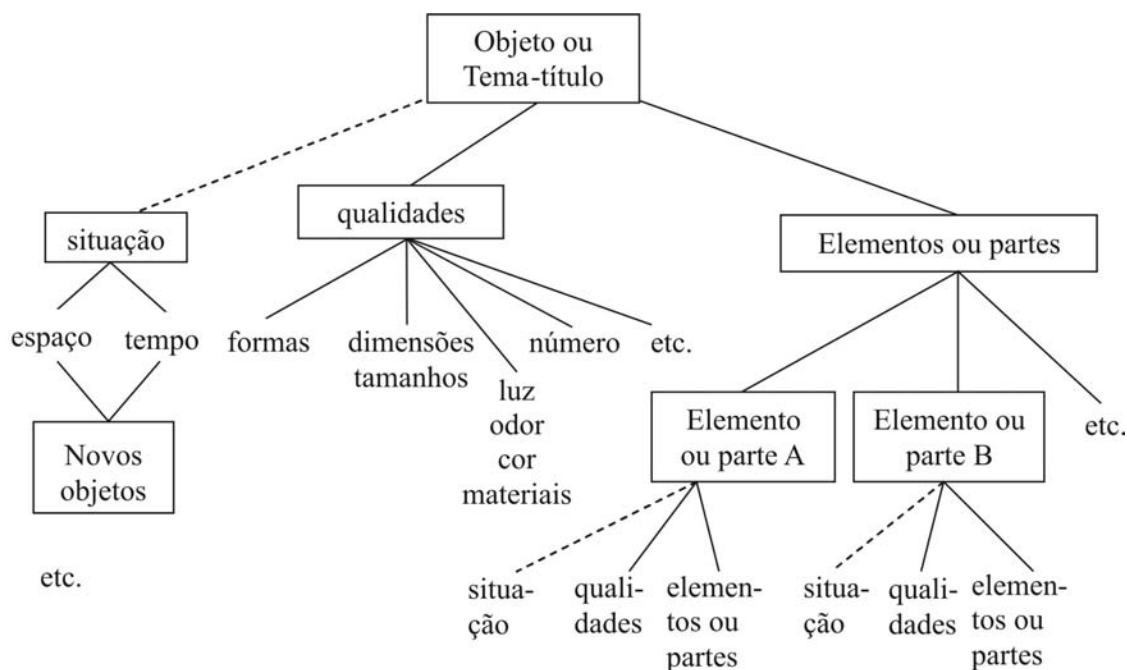 Objeto ou
Tema-título
situação
qualidades
Elementos ou partes
espaço
tempo
formas
dimensões
tamanhos
luz
odor
cor
materiais
número
etc.
Novos
objetos
Elemento
ou parte A
Elemento ou
parte B
etc.
etc.
situa-
ção
quali-
dades
elemen-
tos ou
partes
situa-
ção
quali-
dades
elemen-
tos ou
partes